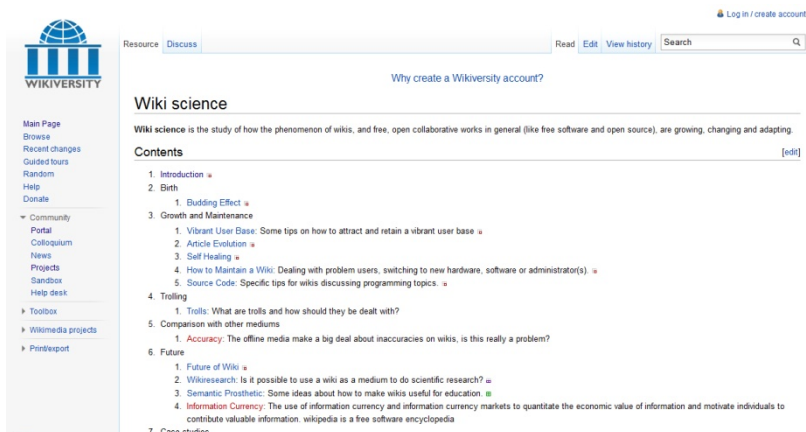 Log in / create account
Resource Discuss Read Edit View history Search
WIKIVERSITY
Why create a Wikiversity account?
Wiki science
Main Page
Browse
Recent changes
Guided tours
Random
Help
Donate
Community
Portal
Colloquium
News
Projects
Sandbox
Help desk
Toolbox
Wikimedia projects
Print/export
Wiki science is the study of how the phenomenon of wikis, and free, open collaborative works in general (like free software and open source), are growing, changing and adapting.
Contents [edit]
1. Introduction
2. Birth
1. Budding Effect
3. Growth and Maintenance
1. Vibrant User Base: Some tips on how to attract and retain a vibrant user base
2. Article Evolution
3. Self Healing
4. How to Maintain a Wiki: Dealing with problem users, switching to new hardware, software or administrator(s).
5. Source Code: Specific tips for wikis discussing programming topics.
4. Trolling
1. Trolls: What are trolls and how should they be dealt with?
5. Comparison with other mediums
1. Accuracy: The offline media make a big deal about inaccuracies on wikis, is this really a problem?
6. Future
1. Future of Wiki
2. Wikiresearch: Is it possible to use a wiki as a medium to do scientific research?
3. Semantic Prosthetic: Some ideas about how to make wikis useful for education.
4. Information Currency: The use of information currency and information currency markets to quantitate the economic value of information and motivate individuals to
contribute valuable information. wikipedia is a free software encyclopedia
7. Case studies